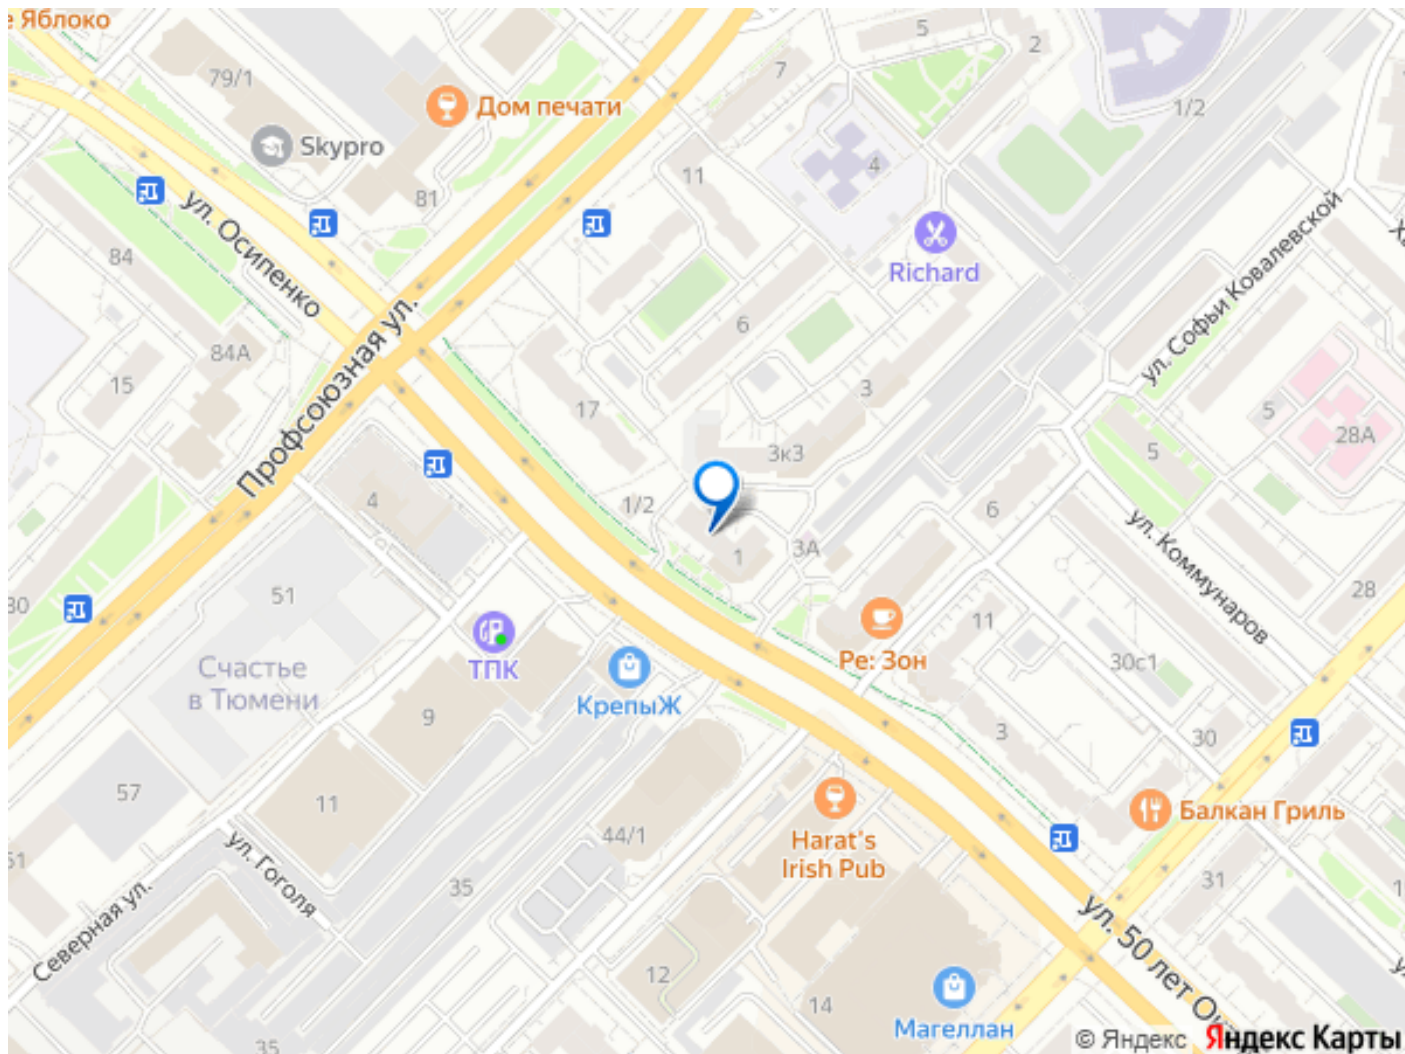 е Яблоко
5
2
79/1
7
1/2
Дом печати
Skypro
4
11
81
ул. Осипенко
84
Richard
ул. Софьи Ковалевской
6
Профсоюзная ул.
84А
15
3
17
5
28А
3к3
5
4
1/2
6
ул. Коммунаров
3А
1
51
28
30
11
ТПК
Ре: Зон
30с1
Счастье
в Тюмени
КрепыЖ
9
3
30
57
11
Балкан Гриль
44/1
Harat's
Irish Pub
ул. Гоголя
35
31
Северная ул.
ул. 50 лет Ок
12
14
Магеллан
35
© Яндекс Яндекс Карты